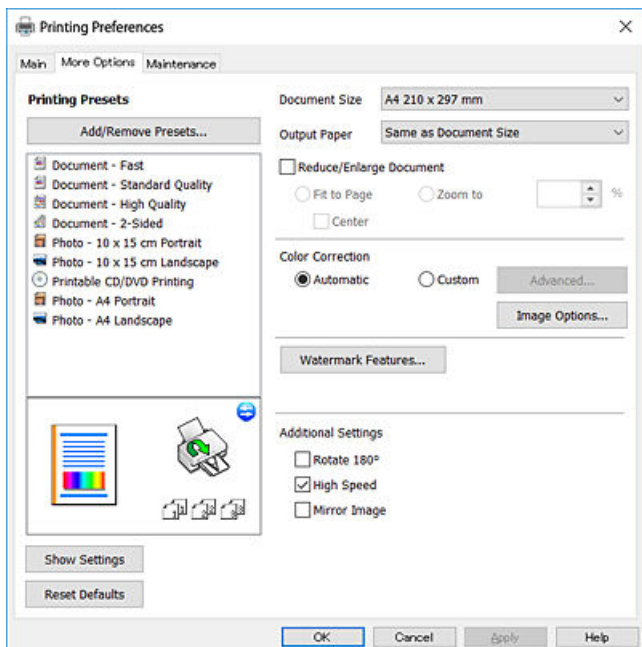 Printing Preferences
Main
More Options
Maintenance
Printing Presets
Add/Remove Presets...
Document - Fast
Document - Standard Quality
Document - High Quality
Document - 2-Sided
Photo - 10 x 15 cm Portrait
Photo - 10 x 15 cm Landscape
Printable CD/DVD Printing
Photo - A4 Portrait
Photo - A4 Landscape
Show Settings
Reset Defaults
Document Size
A4 210 x 297 mm
Output Paper
Same as Document Size
Reduce/Enlarge Document
Fit to Page
Zoom to
%
Center
Color Correction
Automatic
Custom
Advanced...
Image Options...
Watermark Features...
Additional Settings
Rotate 180°
High Speed
Mirror Image
OK
Cancel
Apply
Help